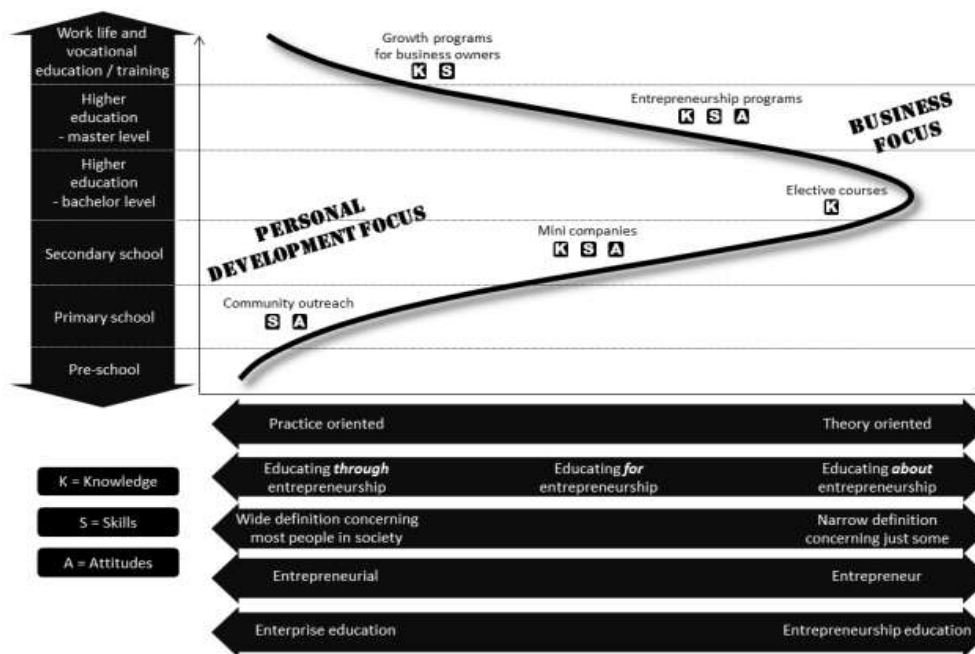 Work life and
vocational
education / training
Growth programs
for business owners
K S
Higher
education
- master level
Entrepreneurship programs
K S A
BUSINESS
FOCUS
Higher
education
- bachelor level
Elective courses
K
PERSONAL
DEVELOPMENT FOCUS
Secondary school
Mini companies
K S A
Primary school
Community outreach
S A
Pre-school
Practice oriented
Theory oriented
K = Knowledge
S = Skills
A = Attitudes
Educating through
entrepreneurship
Educating for
entrepreneurship
Educating about
entrepreneurship
Wide definition concerning
most people in society
Narrow definition
concerning just some
Entrepreneurial
Entrepreneur
Enterprise education
Entrepreneurship education